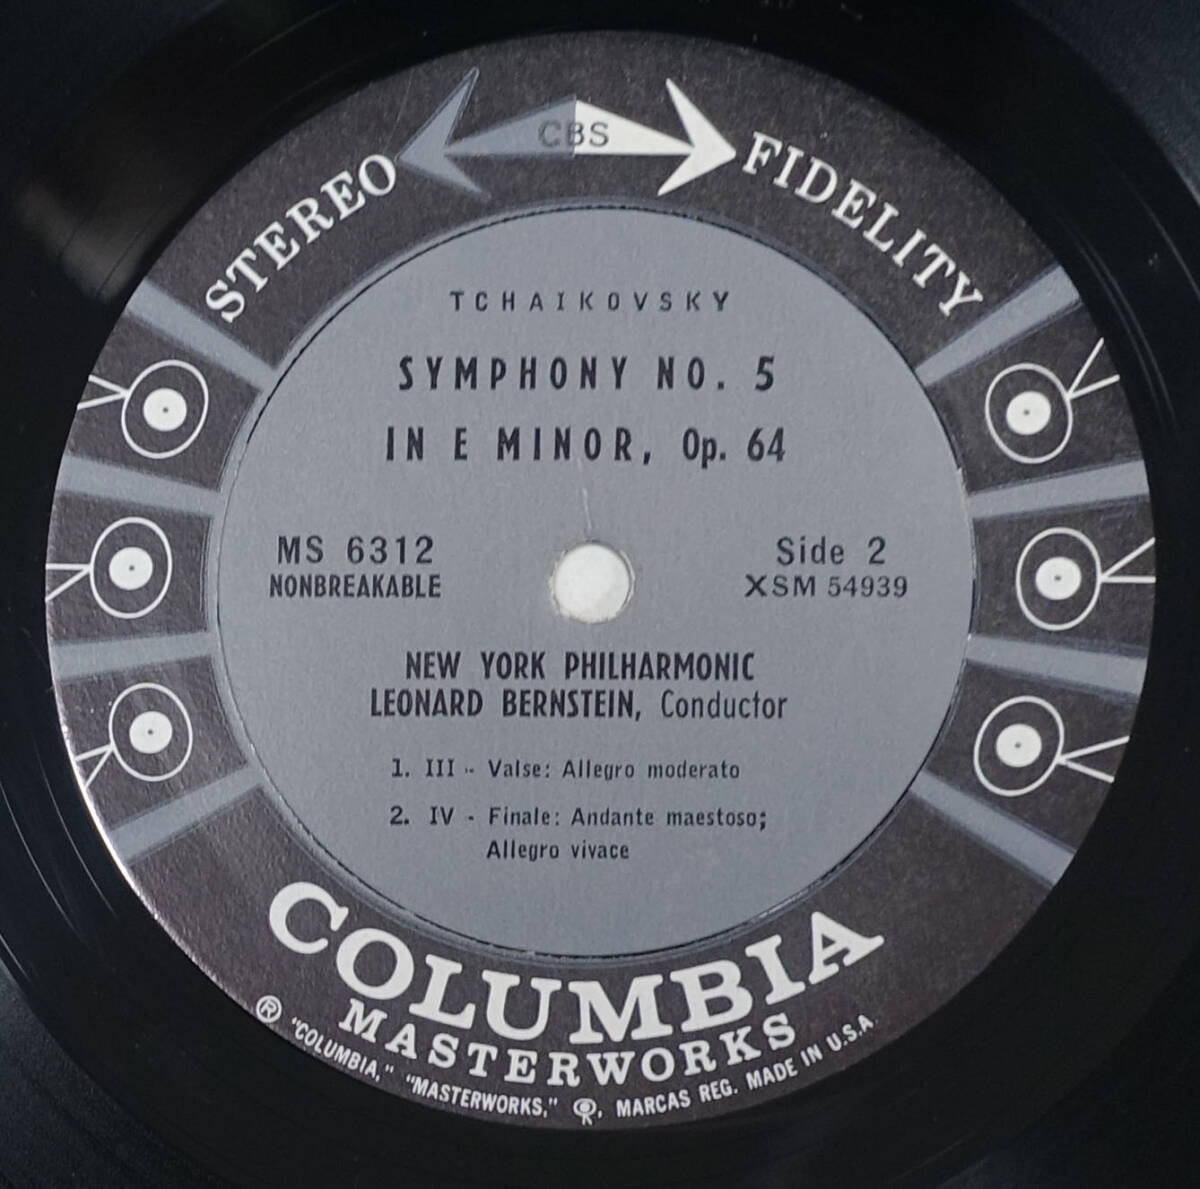 CBS
STEREO FIDELITY
TCHAIKOVSKY
SYMPHONY NO. 5
IN E MINOR, Op. 64
MS 6312
NONBREAKABLE
Side 2
XSM 54939
NEW YORK PHILHARMONIC
LEONARD BERNSTEIN, Conductor
1. III - Valse: Allegro moderato
2. IV - Finale: Andante maestoso;
Allegro vivace
COLUMBIA
MASTERWORKS
® "COLUMBIA," "MASTERWORKS," , MARCAS REG. MADE IN U.S.A.